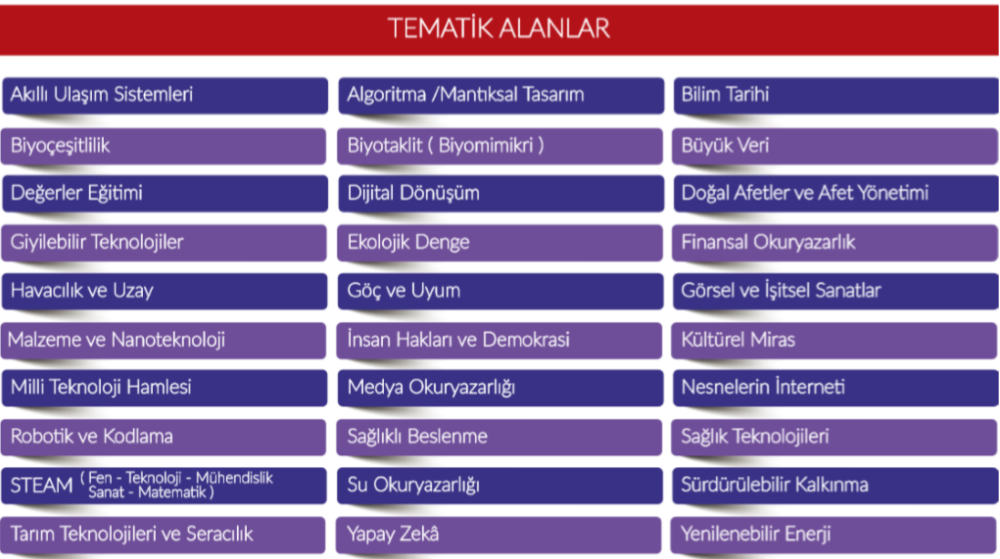 TEMATİK ALANLAR
Akıllı Ulaşım Sistemleri
Algoritma /Mantıksal Tasarım
Bilim Tarihi
Biyoçeşitlilik
Biyotaklit ( Biyomimikri )
Büyük Veri
Değerler Eğitimi
Dijital Dönüşüm
Doğal Afetler ve Afet Yönetimi
Giyilebilir Teknolojiler
Ekolojik Denge
Finansal Okuryazarlık
Havacılık ve Uzay
Göç ve Uyum
Görsel ve İşitsel Sanatlar
Malzeme ve Nanoteknoloji
İnsan Hakları ve Demokrasi
Kültürel Miras
Milli Teknoloji Hamlesi
Medya Okuryazarlığı
Nesnelerin İnterneti
Robotik ve Kodlama
Sağlıklı Beslenme
Sağlık Teknolojileri
STEAM ( Fen - Teknoloji - Mühendislik
Sanat - Matematik )
Su Okuryazarlığı
Sürdürülebilir Kalkınma
Tarım Teknolojileri ve Seracılık
Yapay Zekâ
Yenilenebilir Enerji